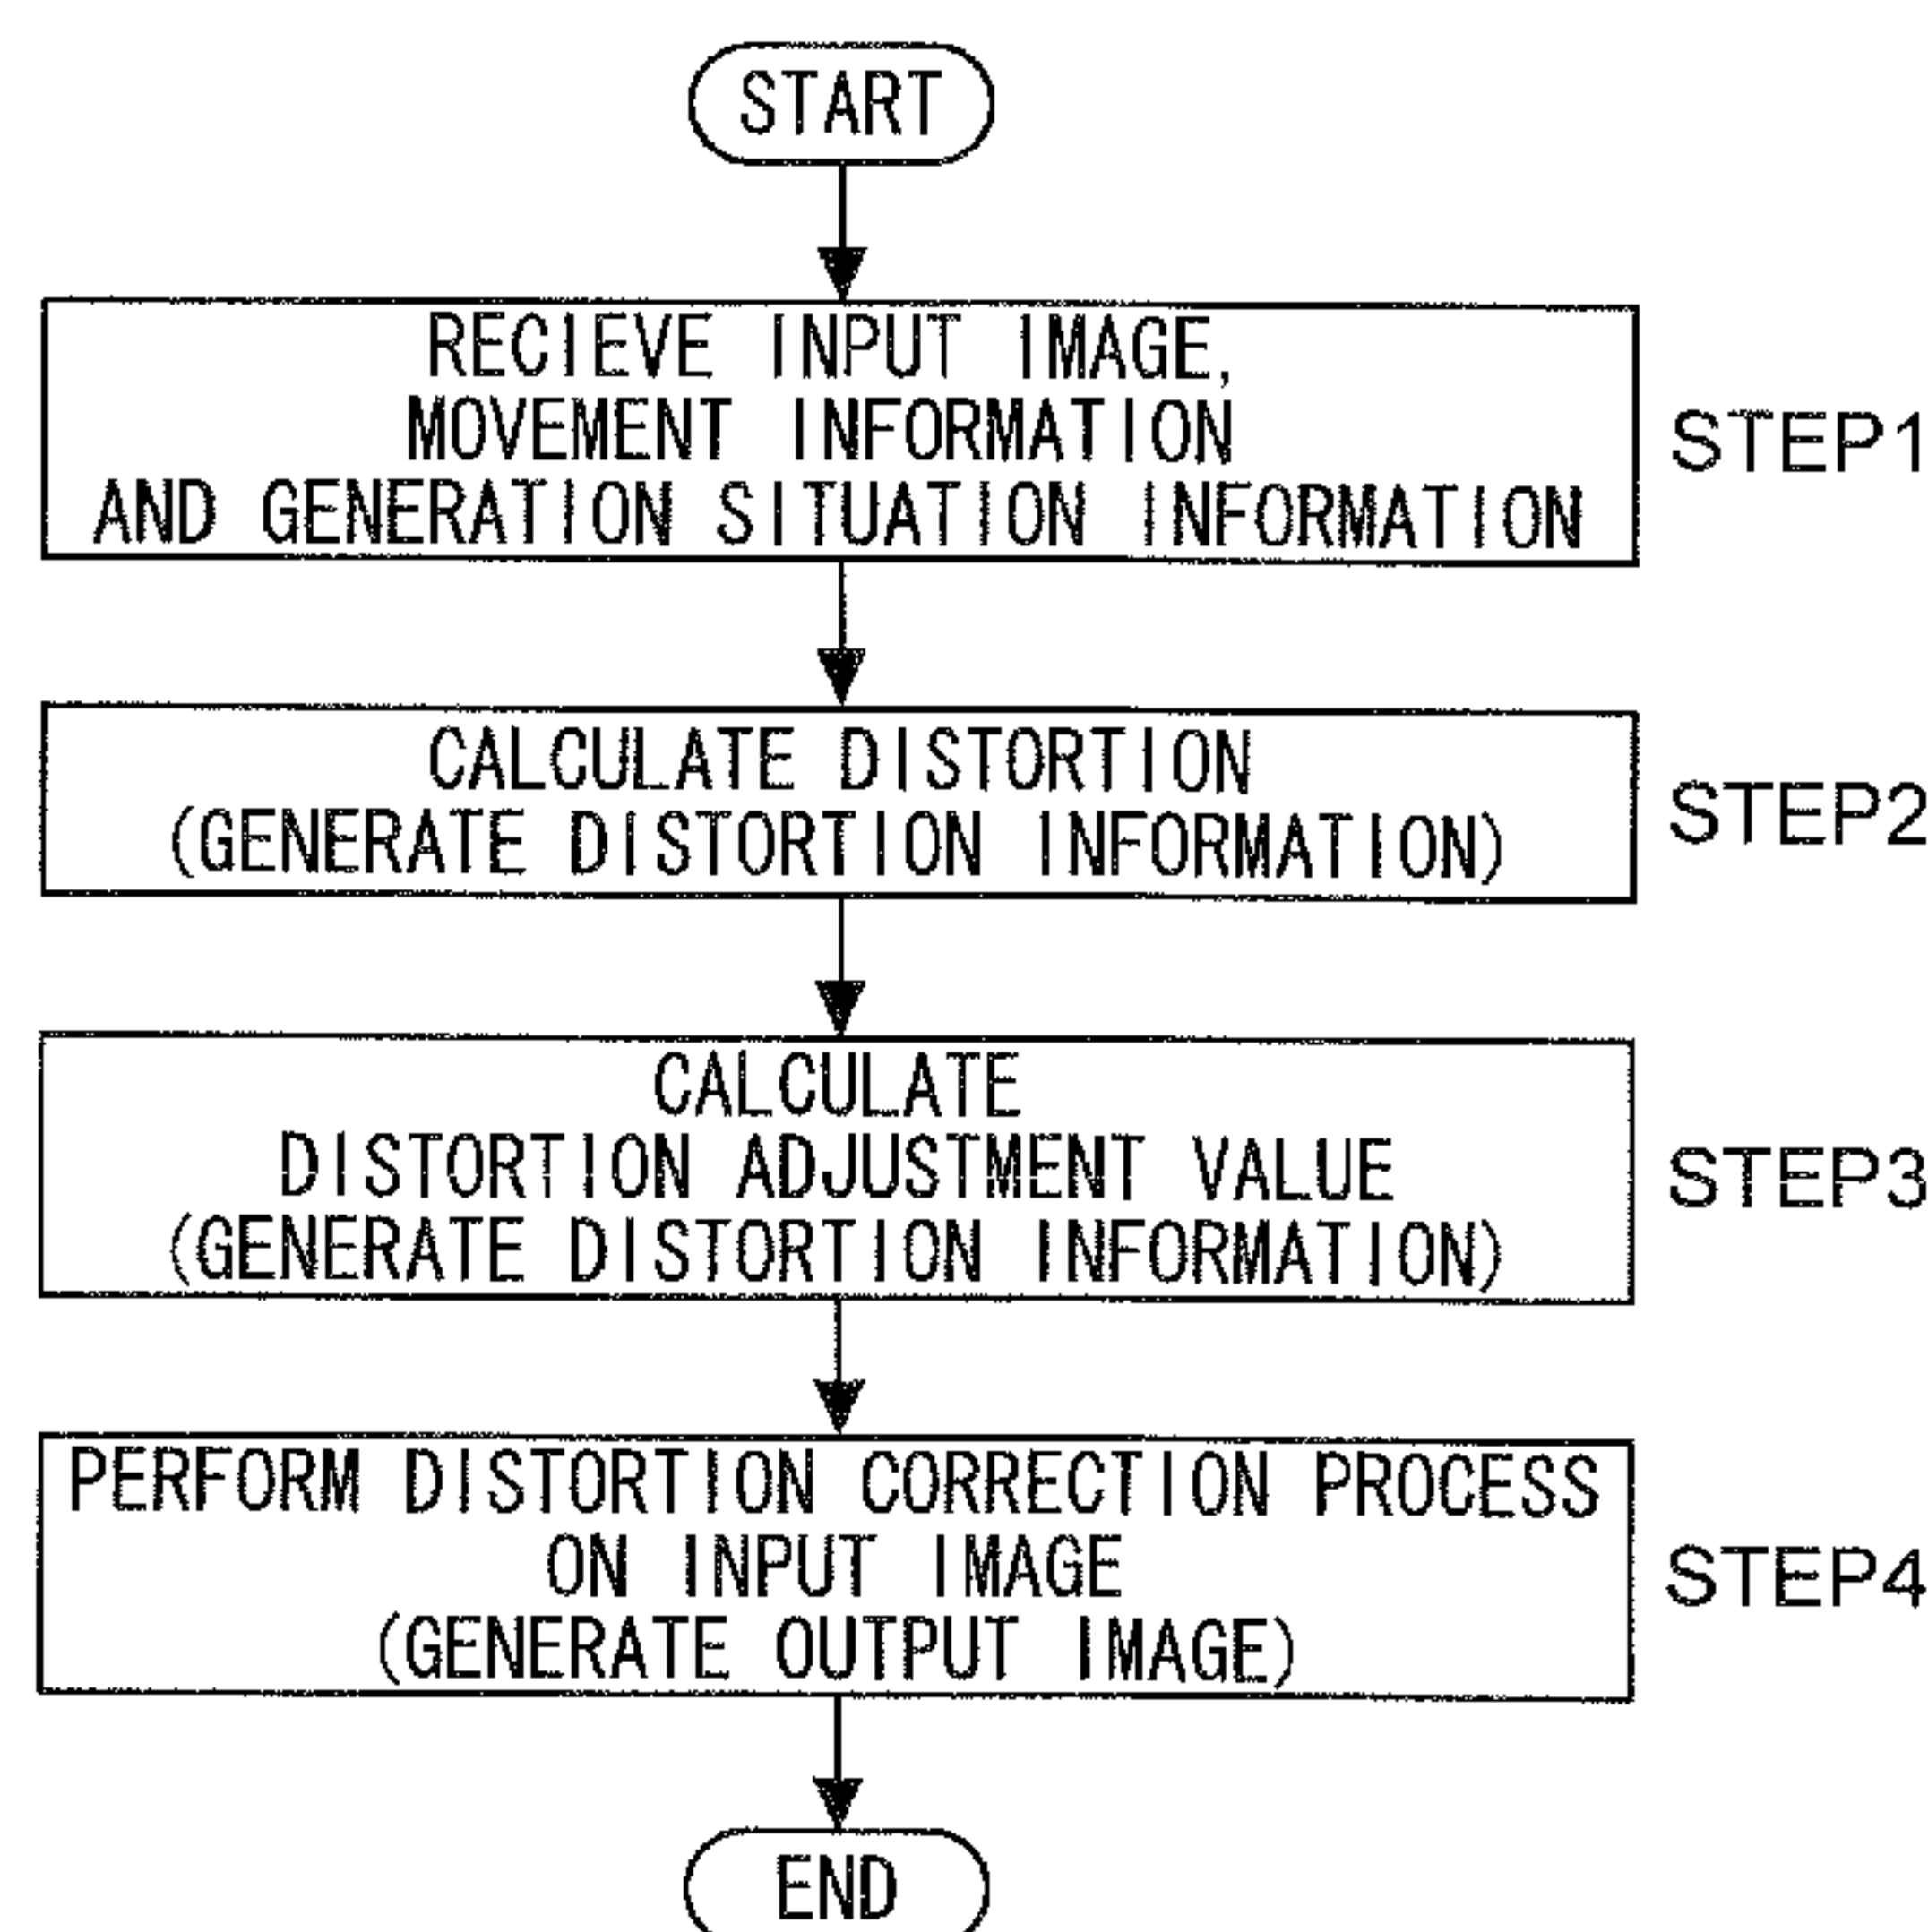 START
RECIEVE INPUT IMAGE,
MOVEMENT INFORMATION
AND GENERATION SITUATION INFORMATION
STEP1
CALCULATE DISTORTION
(GENERATE DISTORTION INFORMATION)
STEP2
CALCULATE
DISTORTION ADJUSTMENT VALUE
(GENERATE DISTORTION INFORMATION)
STEP3
PERFORM DISTORTION CORRECTION PROCESS
ON INPUT IMAGE
(GENERATE OUTPUT IMAGE)
STEP4
END